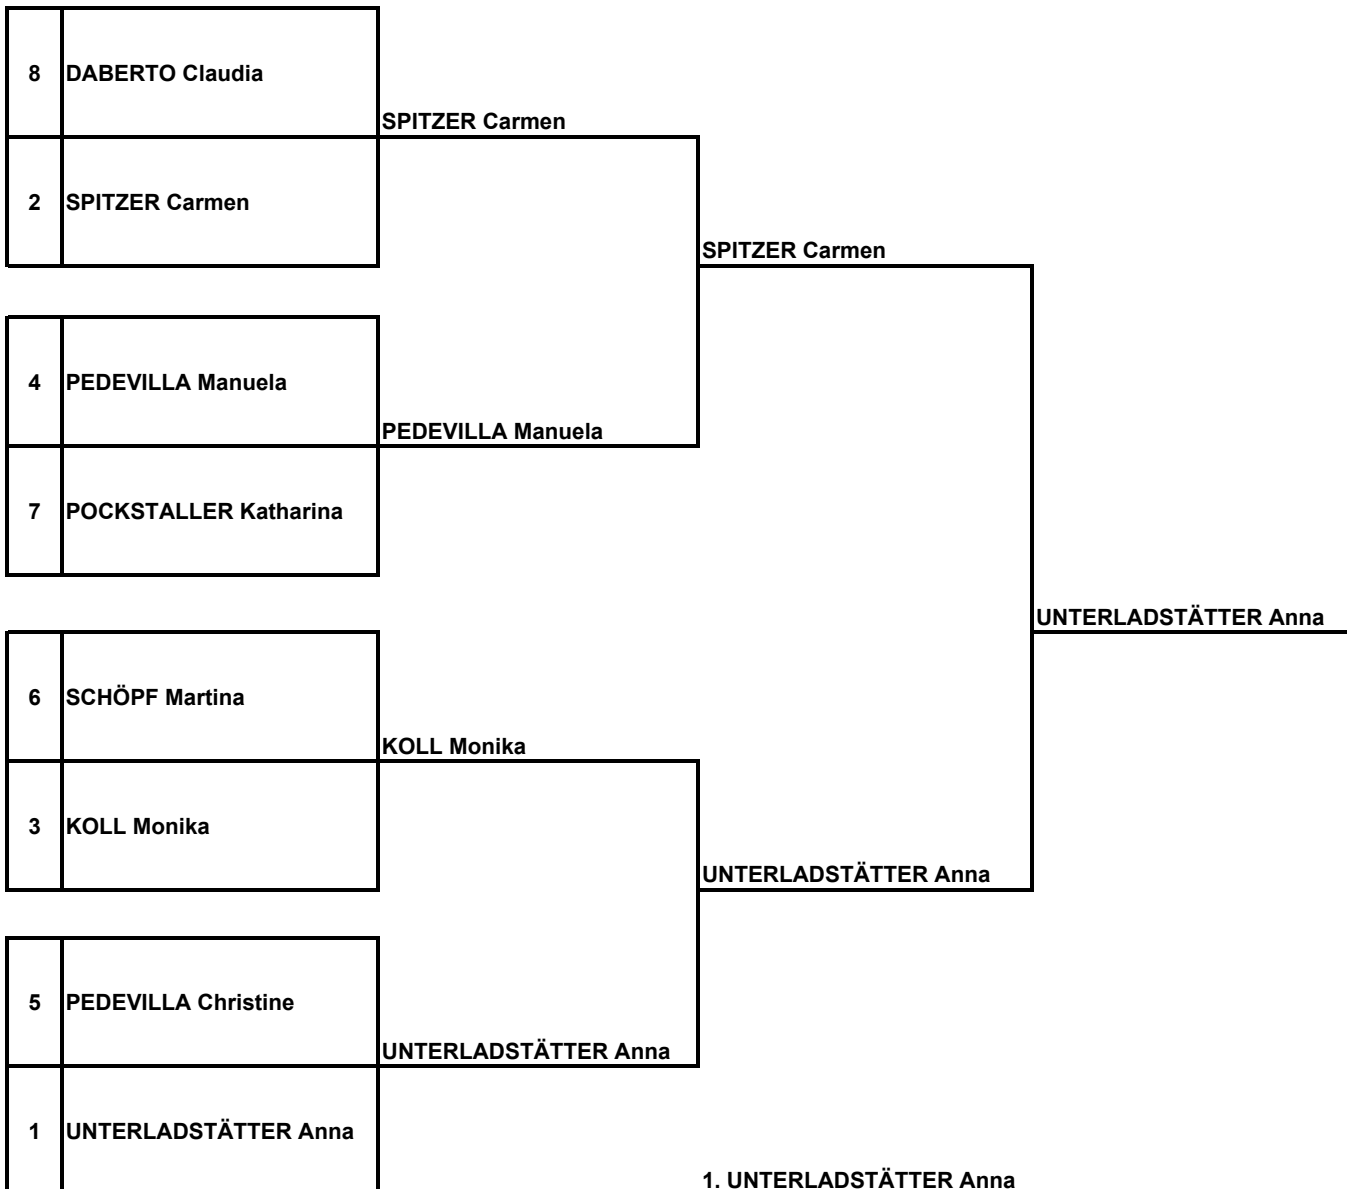 8 DABERTO Claudia
SPITZER Carmen
2 SPITZER Carmen
SPITZER Carmen
4 PEDEVILLA Manuela
PEDEVILLA Manuela
7 POCKSTALLER Katharina
UNTERLADSTÄTTER Anna
6 SCHÖPF Martina
KOLL Monika
3 KOLL Monika
UNTERLADSTÄTTER Anna
5 PEDEVILLA Christine
UNTERLADSTÄTTER Anna
1 UNTERLADSTÄTTER Anna
1. UNTERLADSTÄTTER Anna